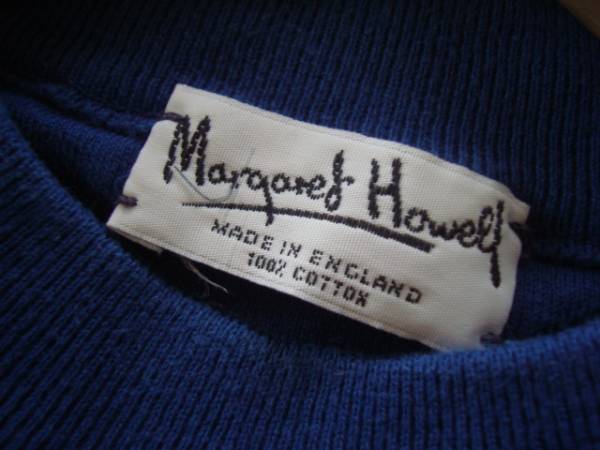 Margaret Howell
MADE IN ENGLAND
100% COTTON